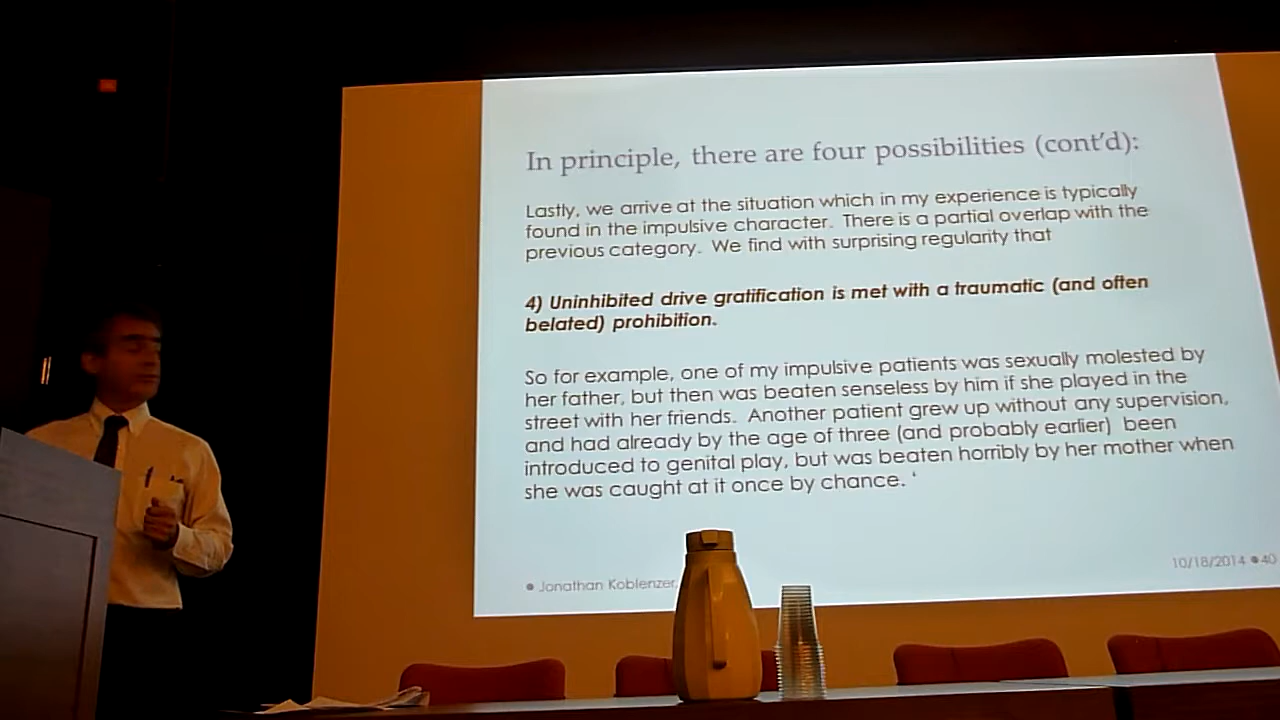 In principle, there are four possibilities (cont'd):
Lastly, we arrive at the situation which in my experience is typically
found in the impulsive character. There is a partial overlap with the
previous category. We find with surprising regularity that
4) Uninhibited drive gratification is met with a traumatic (and often
belated) prohibition.
So for example, one of my impulsive patients was sexually molested by
her father, but then was beaten senseless by him if she played in the
street with her friends. Another patient grew up without any supervision,
and had already by the age of three (and probably earlier) been
introduced to genital play, but was beaten horribly by her mother when
she was caught at it once by chance. ‘
• Jonathan Koblenzer,
10/18/2014 • 40